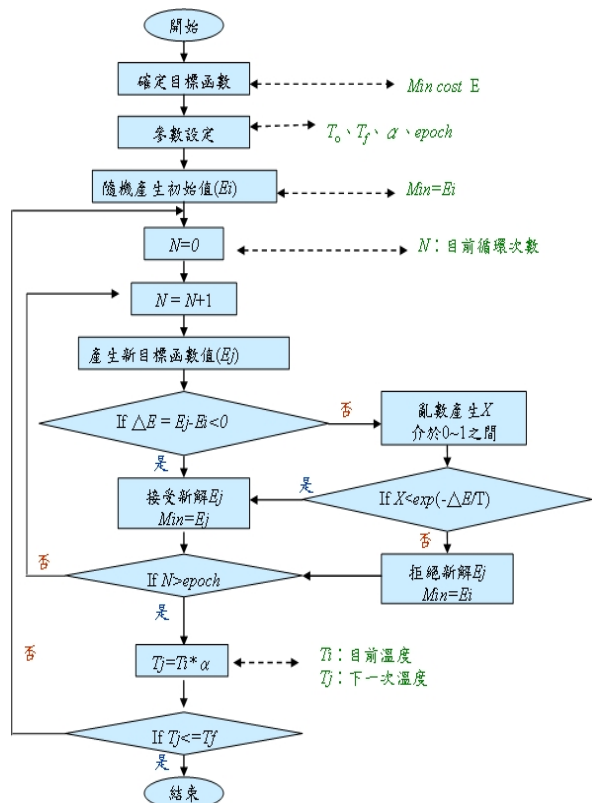 開始
確定目標函數
Min cost E
參數設定
T₀、T_f、α、epoch
隨機產生初始值(Ei)
Min=Ei
N=0
N：目前循環次數
N = N+1
產生新目標函數值(Ej)
If △E = Ej-Ei<0
否
亂數產生X
介於0~1之間
是
接受新解Ej
Min=Ej
是
If X<exp(-△E/T)
否
拒絕新解Ej
Min=Ei
否
If N>epoch
是
否
Tj=Ti*α
Ti：目前溫度
Tj：下一次溫度
If Tj<=Tf
是
結束